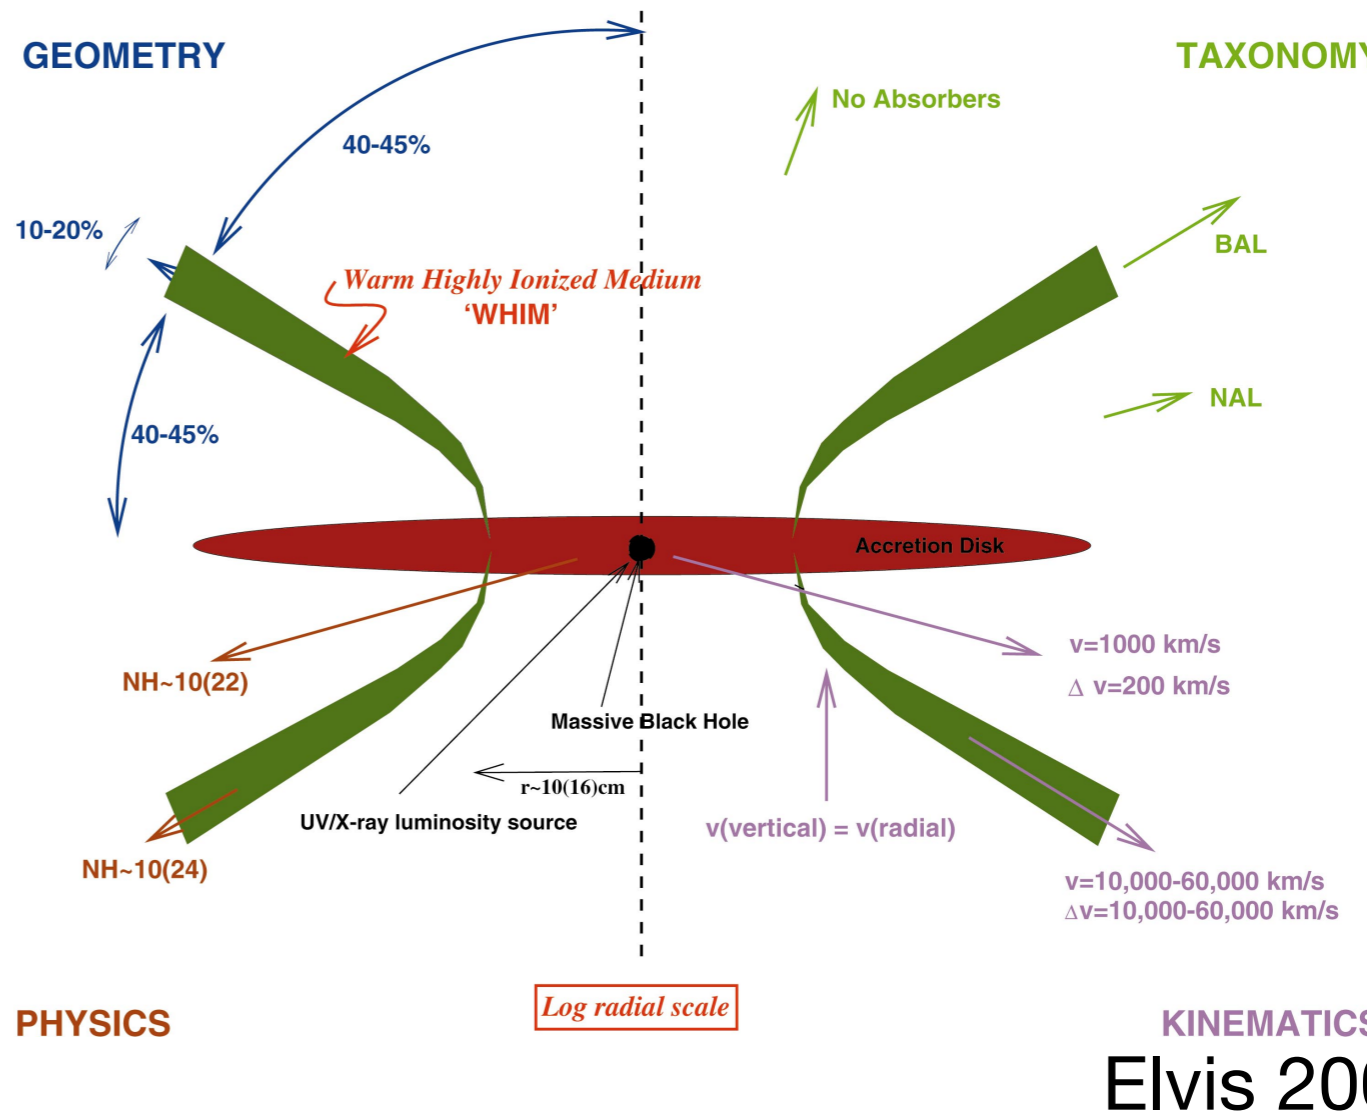 GEOMETRY
TAXONOMY
No Absorbers
40-45%
10-20%
BAL
Warm Highly Ionized Medium
‘WHIM’
NAL
40-45%
Accretion Disk
v=1000 km/s
NH~10(22)
Δ v=200 km/s
Massive Black Hole
r~10(16)cm
UV/X-ray luminosity source
v(vertical) = v(radial)
NH~10(24)
v=10,000-60,000 km/s
Δv=10,000-60,000 km/s
Log radial scale
PHYSICS
KINEMATICS
Elvis 200